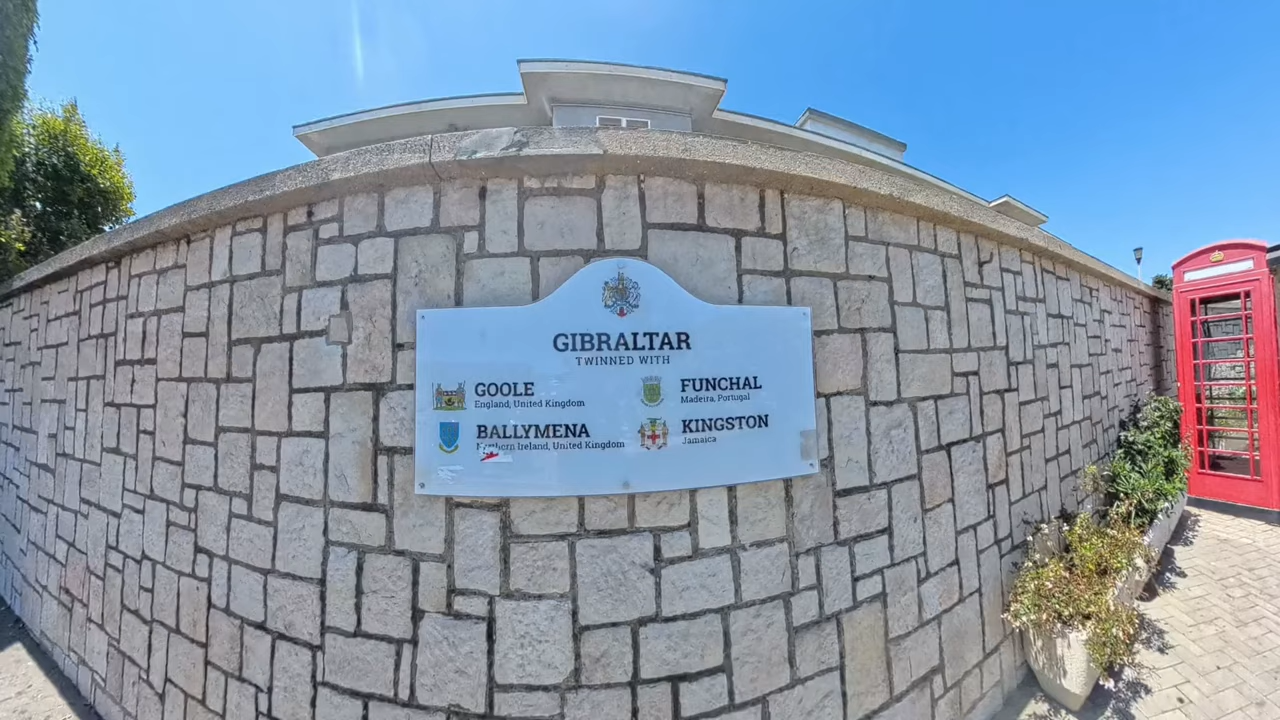 GIBRALTAR
TWINNED WITH
GOOLE
England, United Kingdom
BALLYMENA
Northern Ireland, United Kingdom
FUNCHAL
Madeira, Portugal
KINGSTON
Jamaica